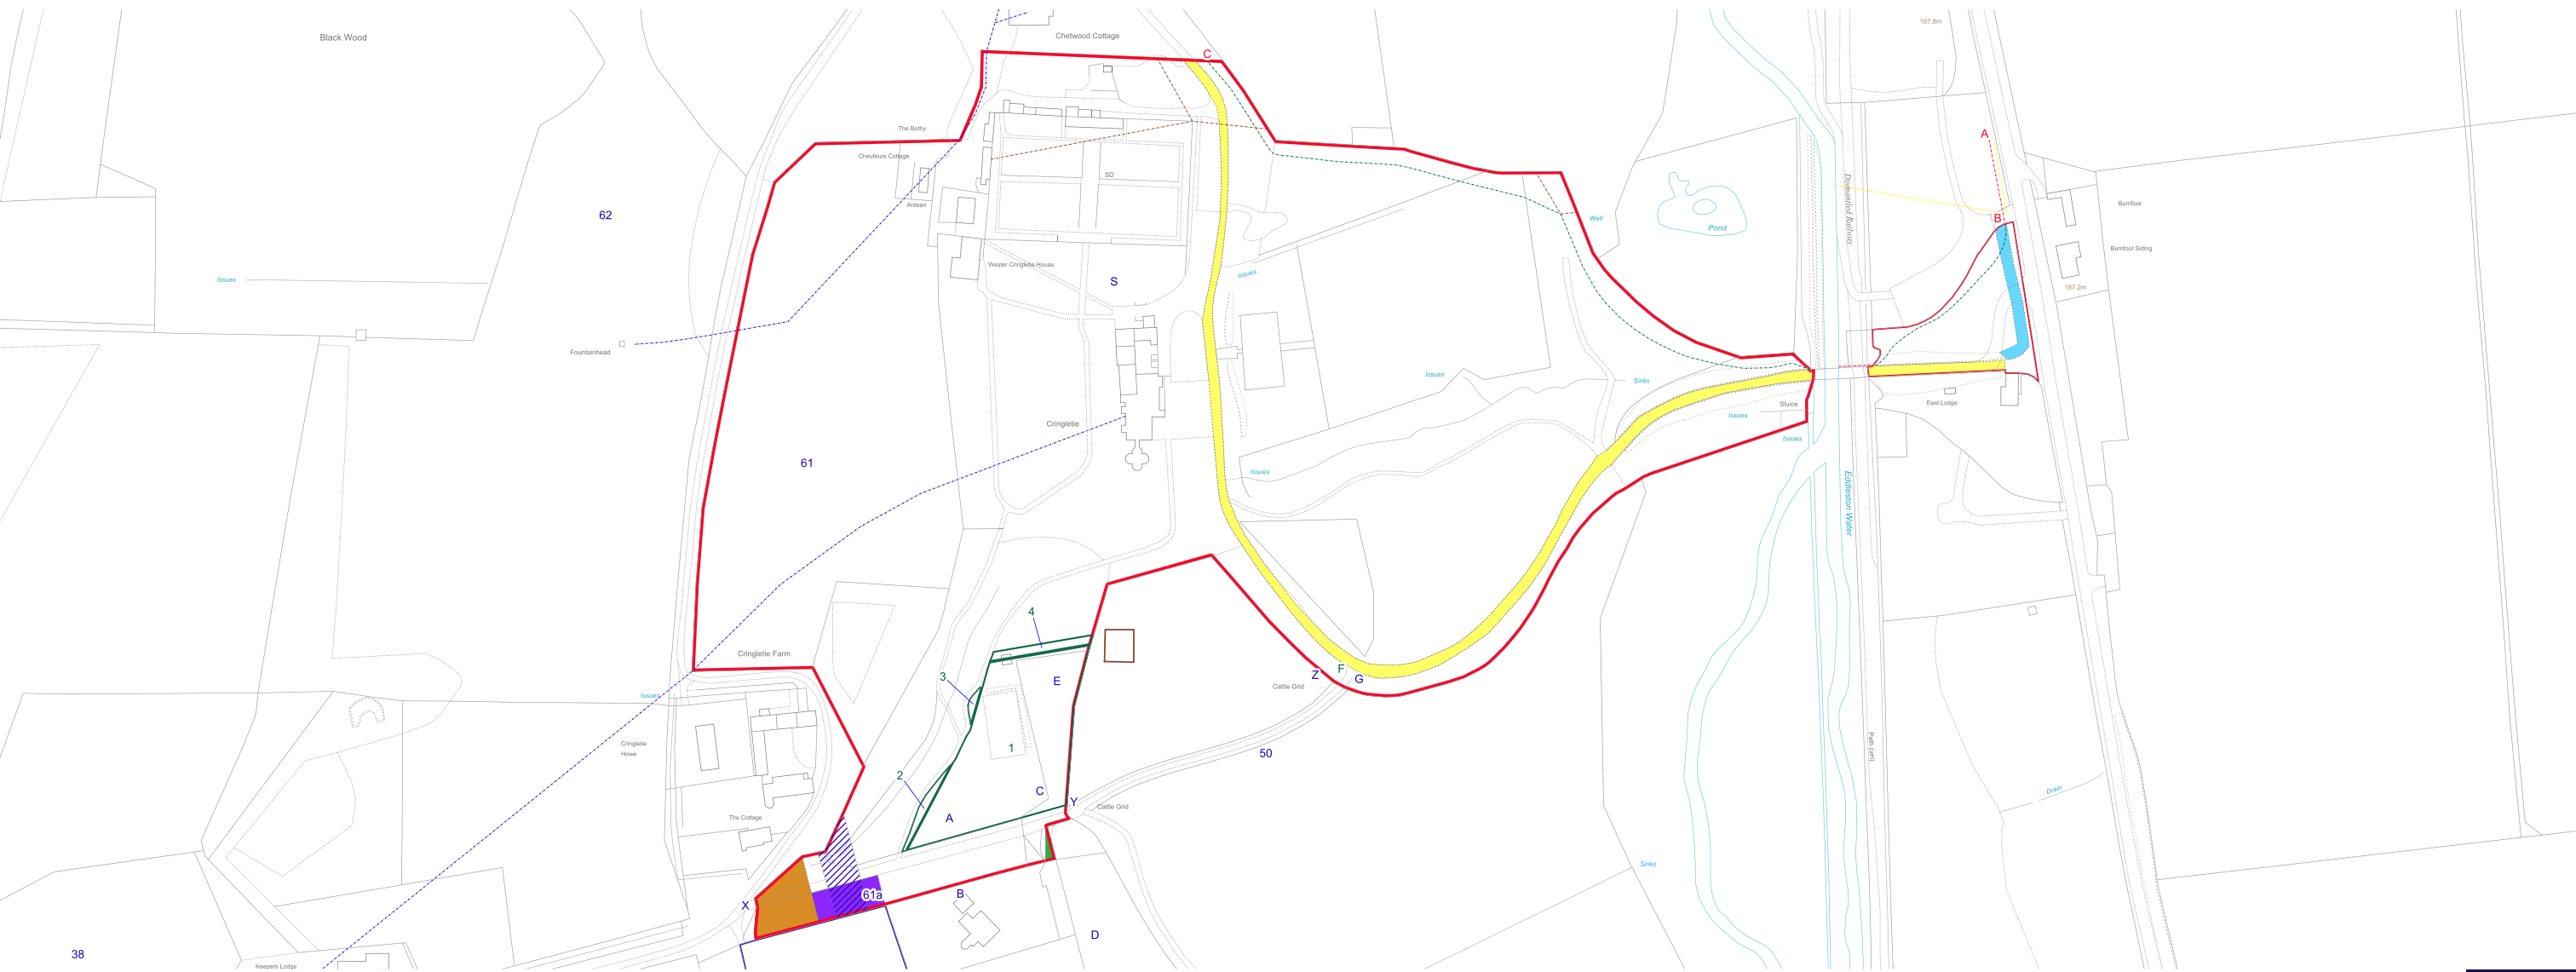 187.8m
Black Wood
Chetwood Cottage
C
The Bothy
A
Cheufeurs Cottage
SD
Ardean
Burnfoot
62
Well
B
Pond
Dismantled Railway
Burnfoot Siding
Wester Cringletie House
Issues
S
Issues
187.2m
Fountainhead
Issues
Sinks
East Lodge
Sluice
Issues
Cringletie
Issues
61
Issues
Eddleston Water
4
Cringletie Farm
F
Z
G
3
E
Cattle Grid
Issues
Cringletie
Howe
1
50
Path (um)
2
C
Y
Cattle Grid
Drain
The Cottage
A
Sinks
61a
B
X
D
38
Keepers Lodge